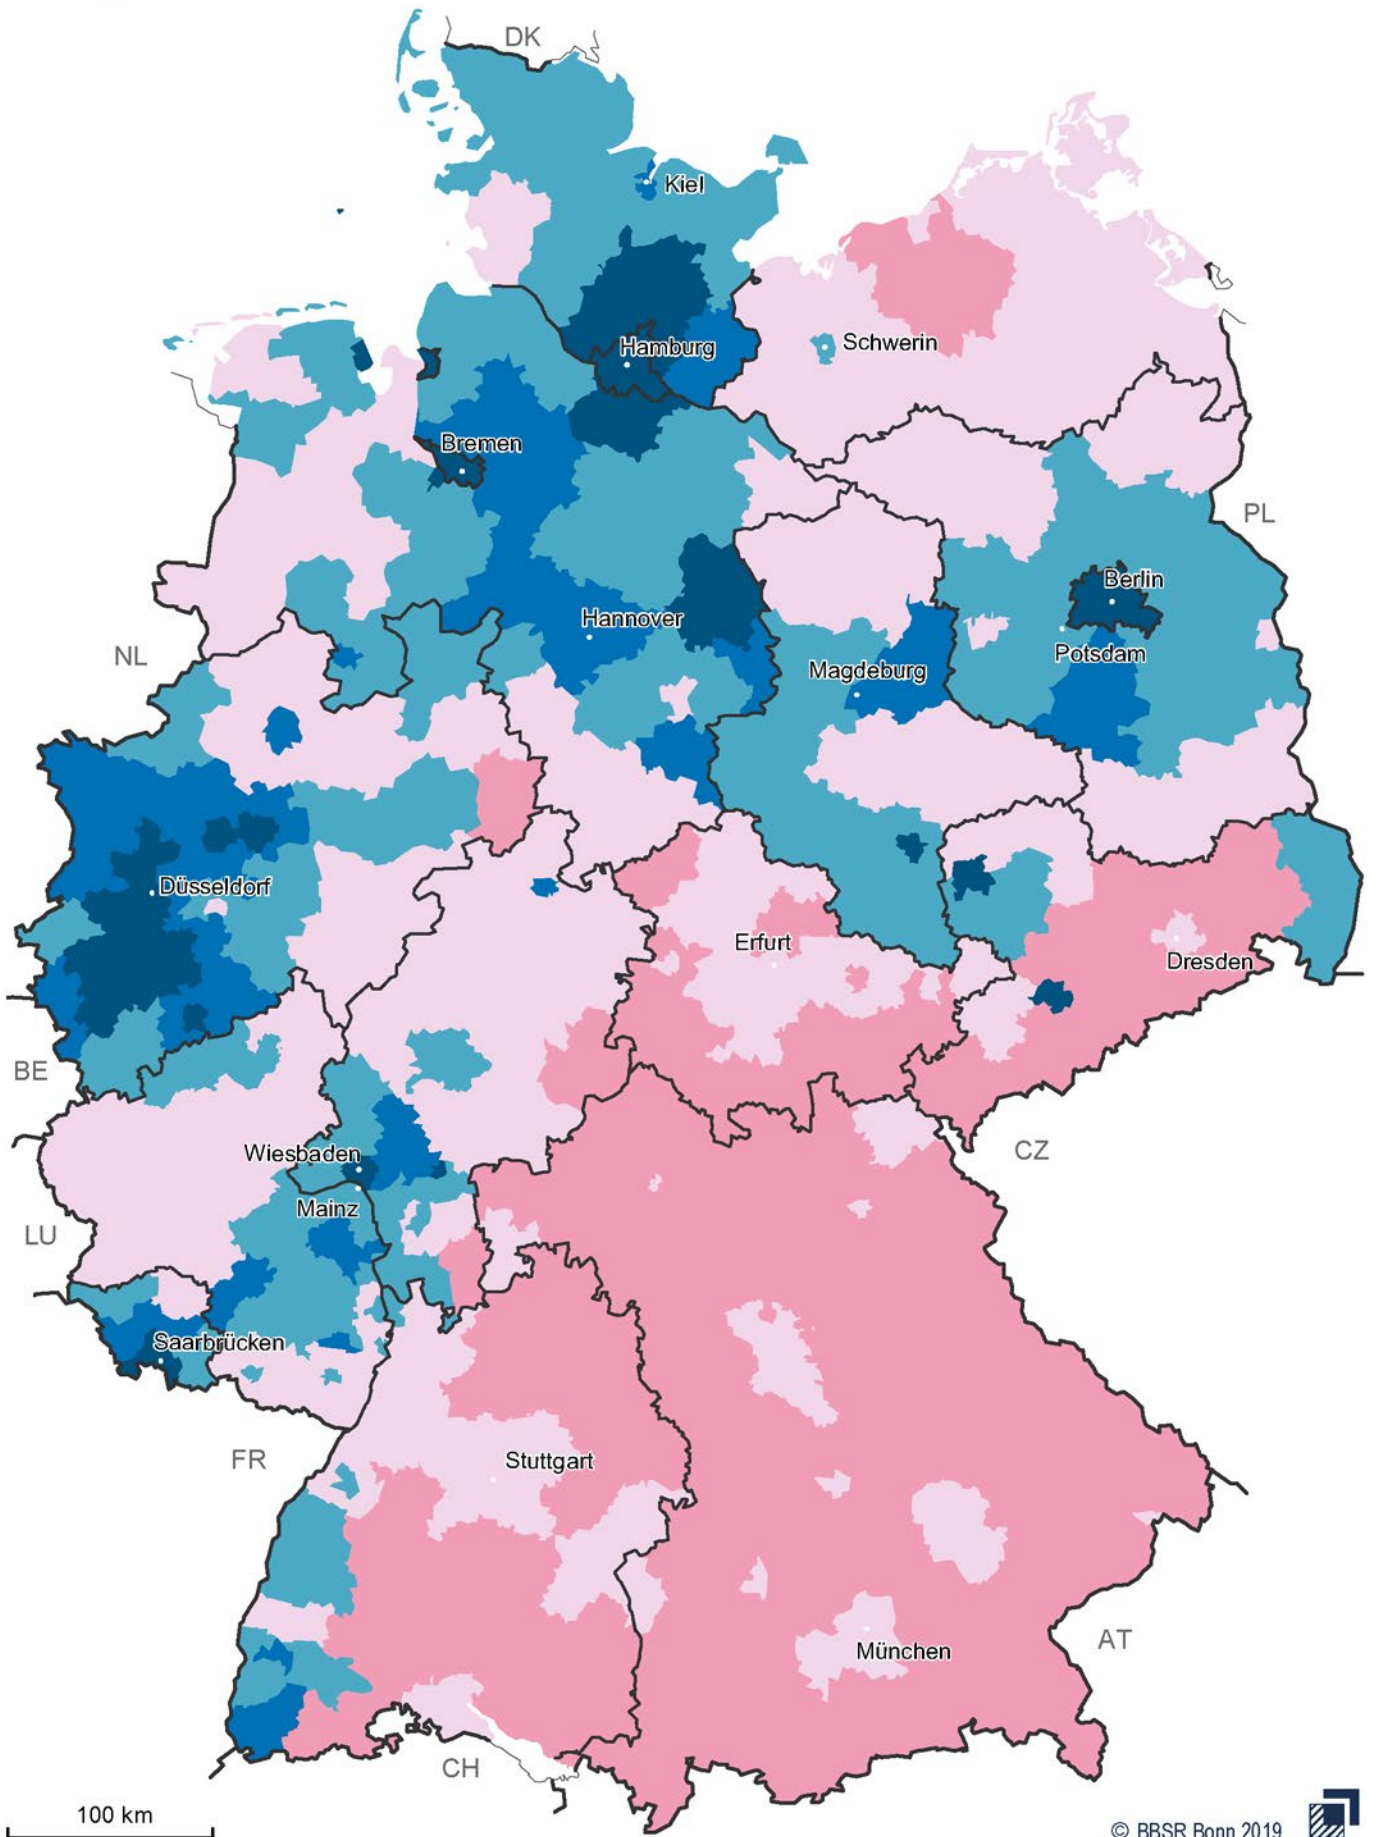 DK
Kiel
Schwerin
Hamburg
Bremen
PL
Berlin
Hannover
Potsdam
NL
Magdeburg
Düsseldorf
Erfurt
Dresden
BE
Wiesbaden
CZ
Mainz
LU
Saarbrücken
FR
Stuttgart
München
AT
CH
100 km
© BBSR Bonn 2019